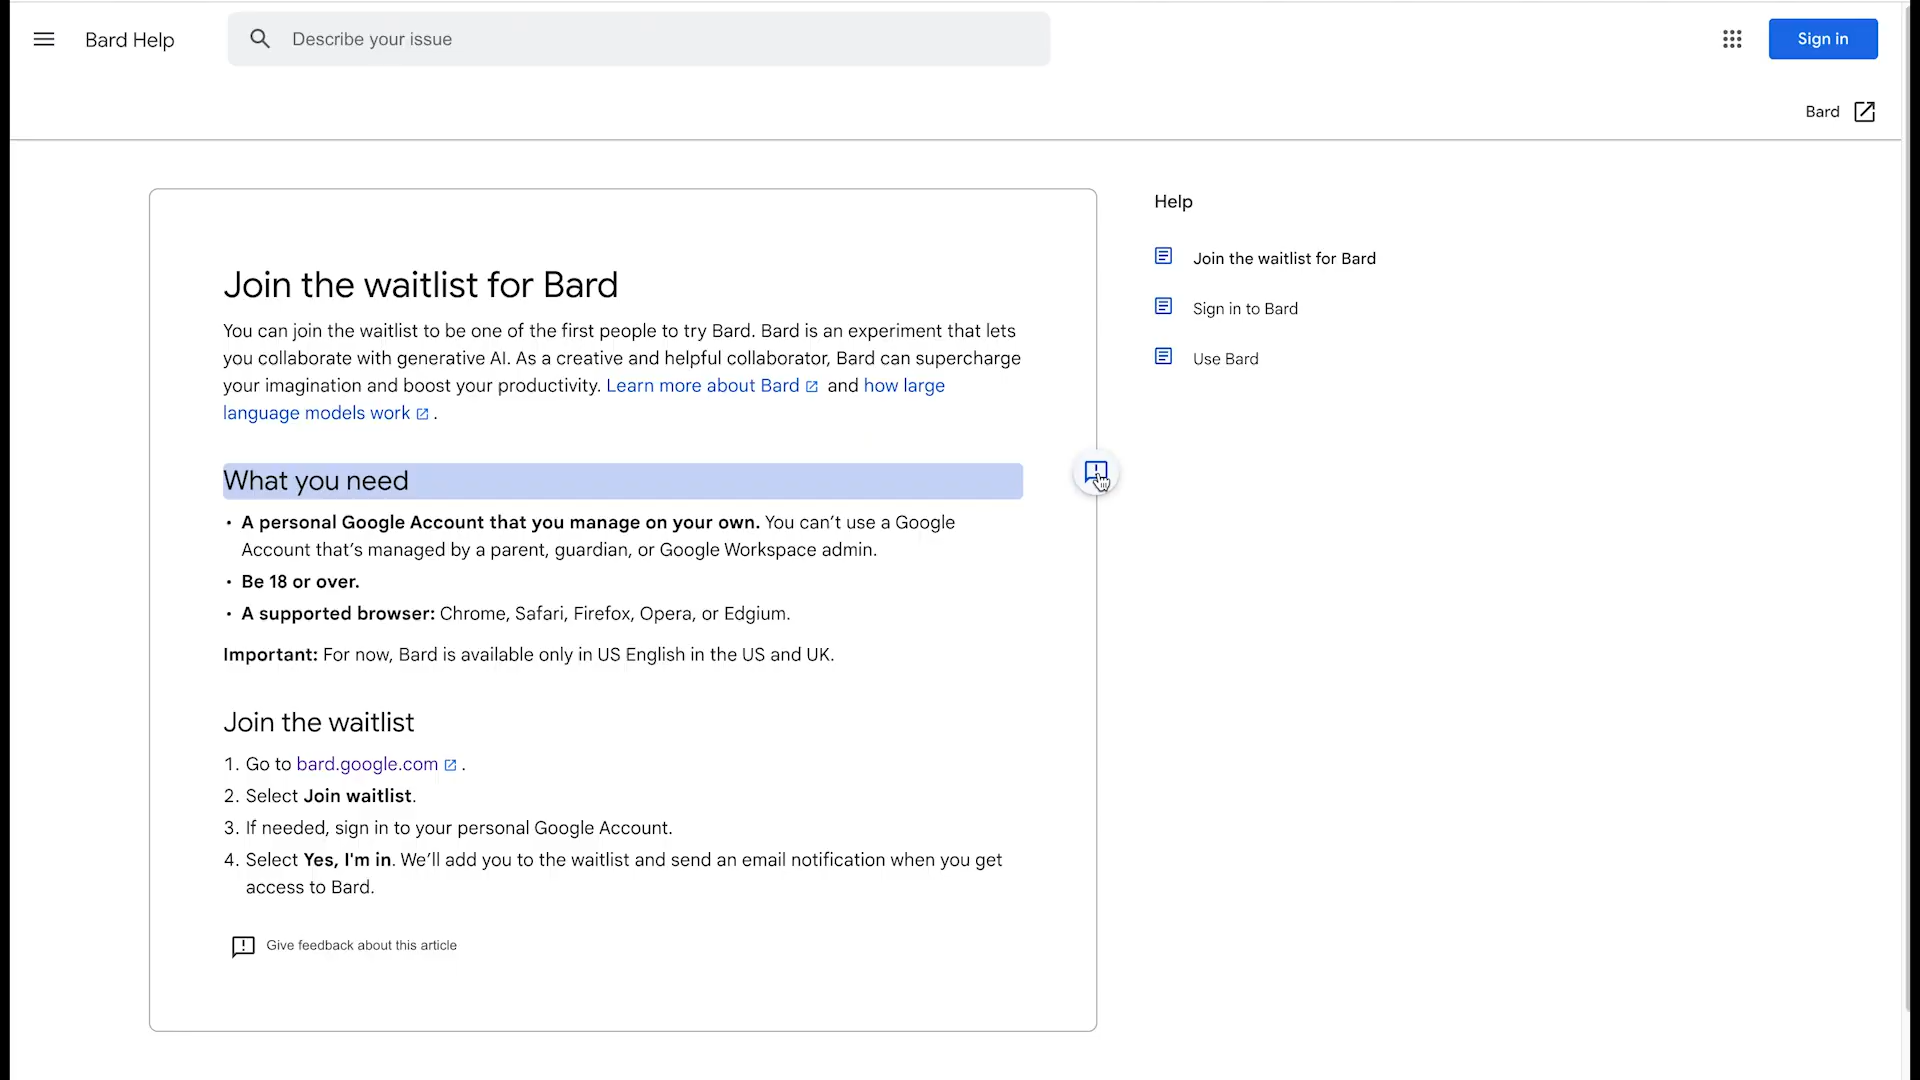 Bard Help
Describe your issue
Sign in
Bard
Join the waitlist for Bard
You can join the waitlist to be one of the first people to try Bard. Bard is an experiment that lets
you collaborate with generative AI. As a creative and helpful collaborator, Bard can supercharge
your imagination and boost your productivity. Learn more about Bard and how large
language models work .
What you need
• A personal Google Account that you manage on your own. You can’t use a Google
Account that’s managed by a parent, guardian, or Google Workspace admin.
• Be 18 or over.
• A supported browser: Chrome, Safari, Firefox, Opera, or Edgium.
Important: For now, Bard is available only in US English in the US and UK.
Join the waitlist
1. Go to bard.google.com .
2. Select Join waitlist.
3. If needed, sign in to your personal Google Account.
4. Select Yes, I'm in. We’ll add you to the waitlist and send an email notification when you get
access to Bard.
Give feedback about this article
Help
Join the waitlist for Bard
Sign in to Bard
Use Bard